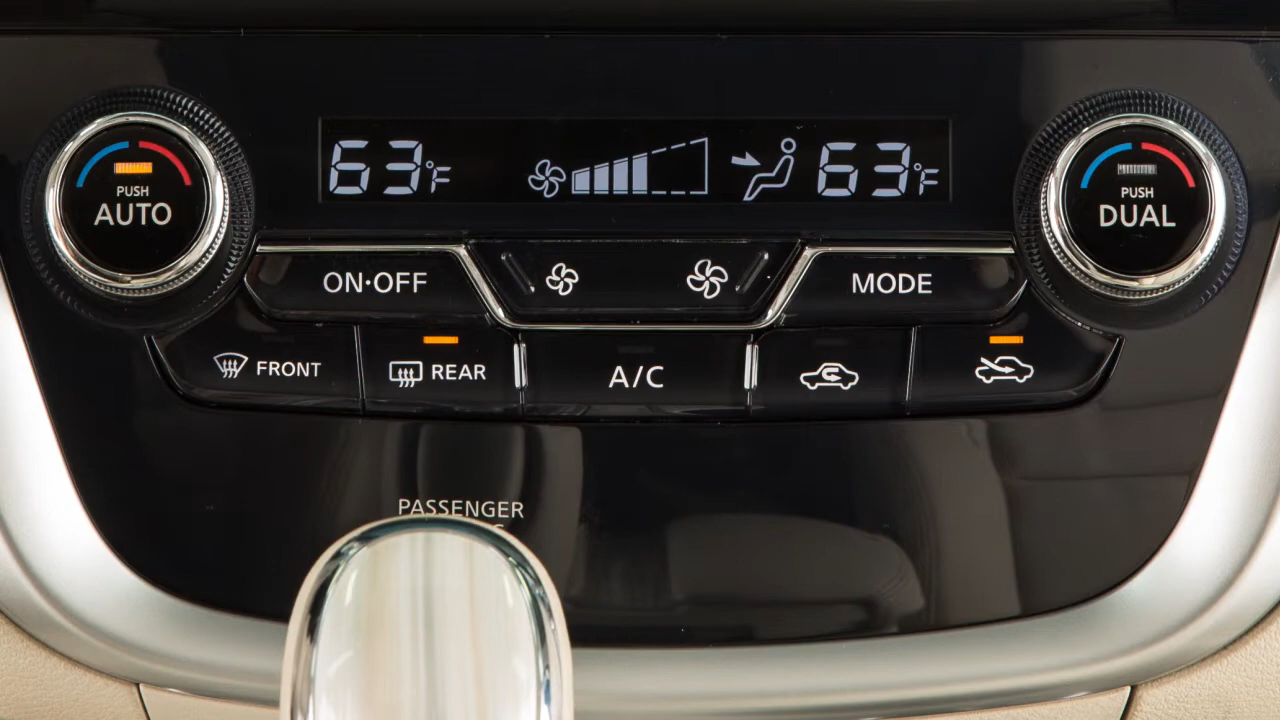 63°F
63°F
PUSH
AUTO
PUSH
DUAL
ON•OFF
MODE
FRONT
REAR
A/C
PASSENGER